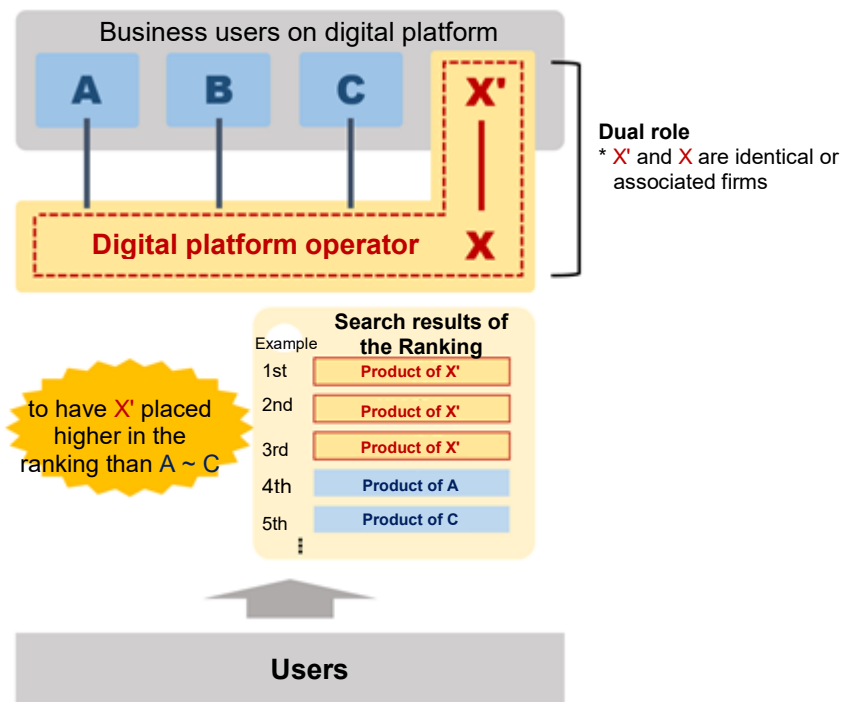 Business users on digital platform
A
B
C
X'
Dual role
* X' and X are identical or
associated firms
Digital platform operator
X
Search results of
the Ranking
Example
1st
Product of X'
2nd
Product of X'
3rd
Product of X'
4th
Product of A
5th
Product of C
⋮
to have X' placed
higher in the
ranking than A ~ C
Users